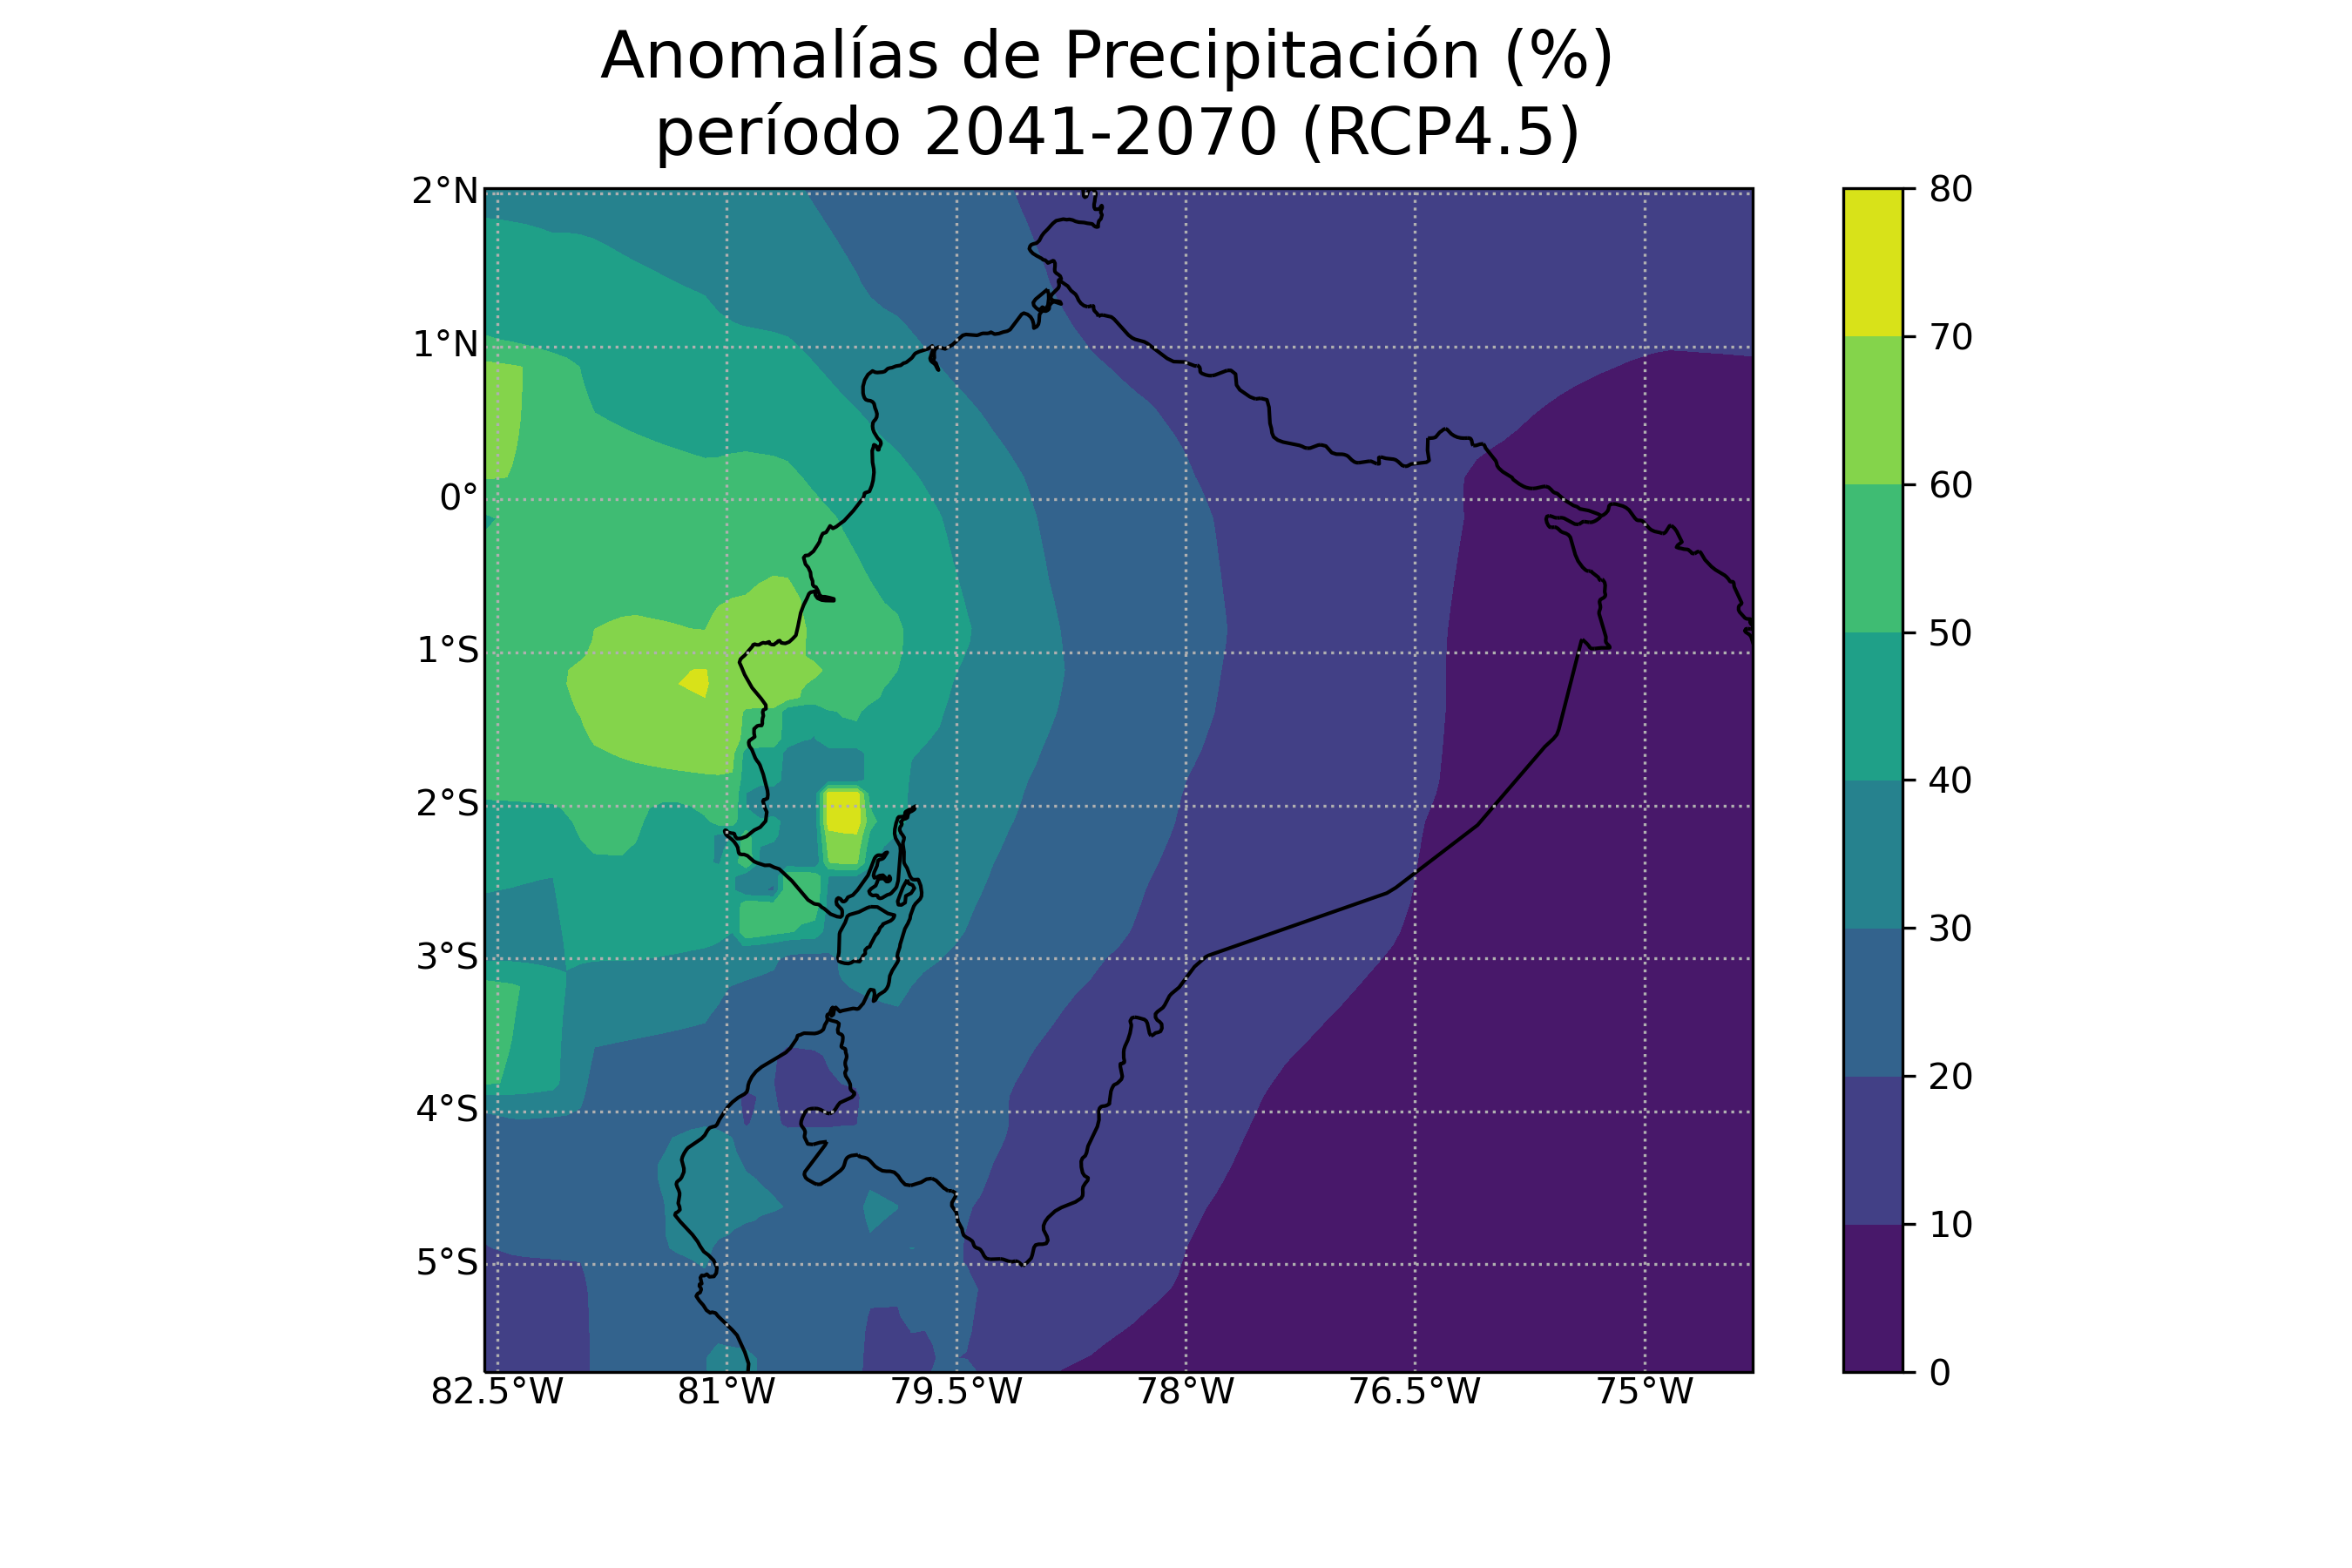 Anomalías de Precipitación (%)
período 2041-2070 (RCP4.5)
2°N
1°N
0°
1°S
2°S
3°S
4°S
5°S
82.5°W 81°W 79.5°W 78°W 76.5°W 75°W
80
70
60
50
40
30
20
10
0